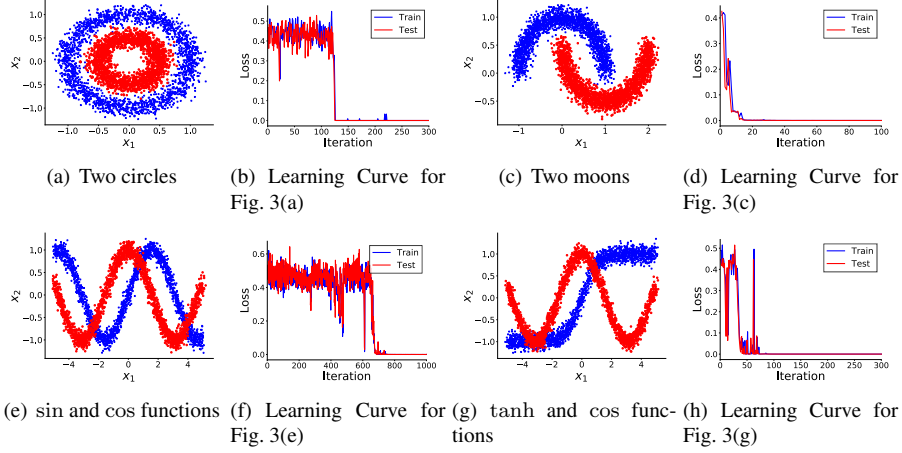 1.0
0.5
0.0
−0.5
−1.0
x₂
−1.0 −0.5 0.0 0.5 1.0
x₁
Loss
0.5
0.4
0.3
0.2
0.1
0.0
0 50 100 150 200 250 300
Iteration
Train
Test
x₂
1.0
0.5
0.0
−0.5
−1 0 1 2
x₁
Loss
0.4
0.3
0.2
0.1
0.0
0 20 40 60 80 100
Iteration
Train
Test
(a) Two circles
(b) Learning Curve for
Fig. 3(a)
(c) Two moons
(d) Learning Curve for
Fig. 3(c)
x₂
1.0
0.5
0.0
−0.5
−1.0
−4 −2 0 2 4
x₁
Loss
0.6
0.4
0.2
0.0
0 200 400 600 800 1000
Iteration
Train
Test
x₂
1.0
0.5
0.0
−0.5
−1.0
−4 −2 0 2 4
x₁
Loss
0.5
0.4
0.3
0.2
0.1
0.0
0 50 100 150 200 250 300
Iteration
Train
Test
(e) sin and cos functions
(f) Learning Curve for
Fig. 3(e)
(g) tanh and cos func-
tions
(h) Learning Curve for
Fig. 3(g)